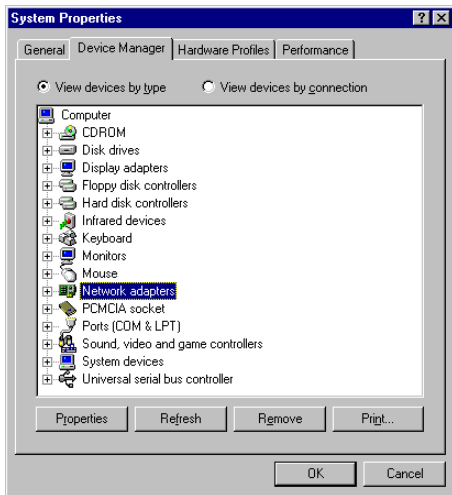 System Properties
General Device Manager Hardware Profiles Performance
View devices by type View devices by connection
Computer
CDROM
Disk drives
Display adapters
Floppy disk controllers
Hard disk controllers
Infrared devices
Keyboard
Monitors
Mouse
Network adapters
PCMCIA socket
Ports (COM & LPT)
Sound, video and game controllers
System devices
Universal serial bus controller
Properties Refresh Remove Print...
OK Cancel